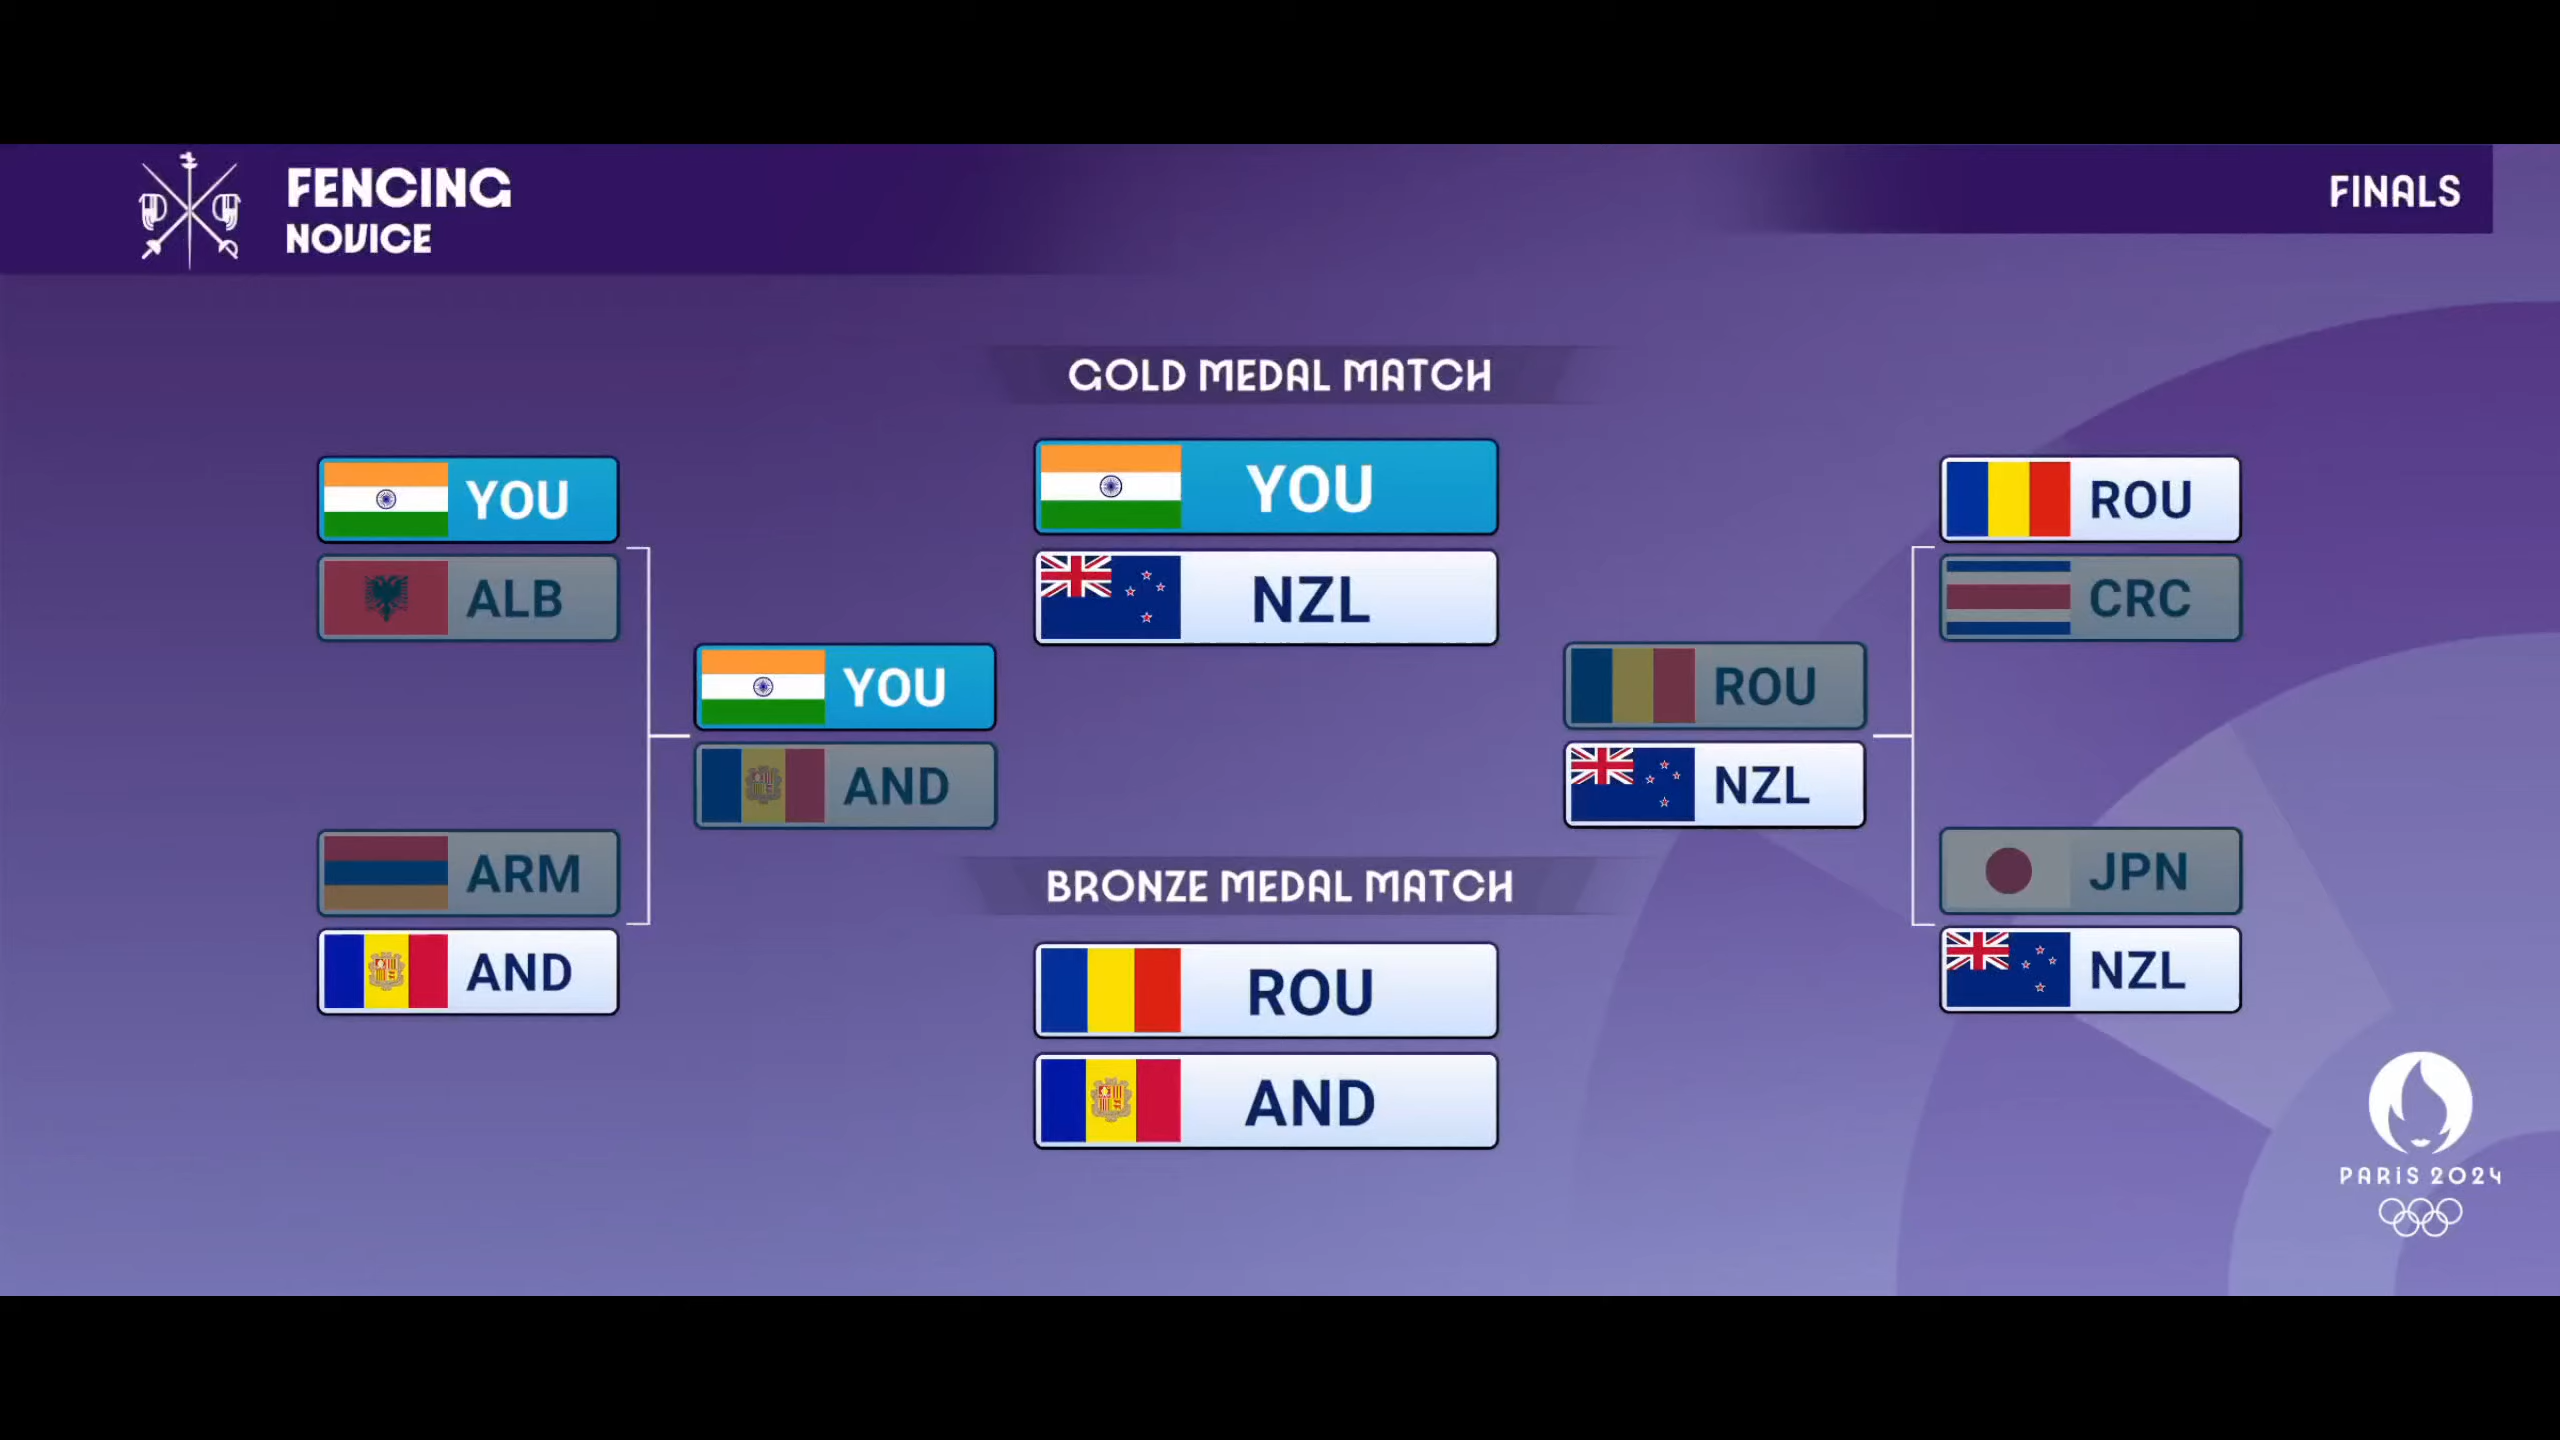 FENCING
NOVICE
FINALS
GOLD MEDAL MATCH
YOU
NZL
YOU
ALB
YOU
AND
ARM
AND
ROU
CRC
ROU
NZL
JPN
NZL
BRONZE MEDAL MATCH
ROU
AND
PARIS 2024